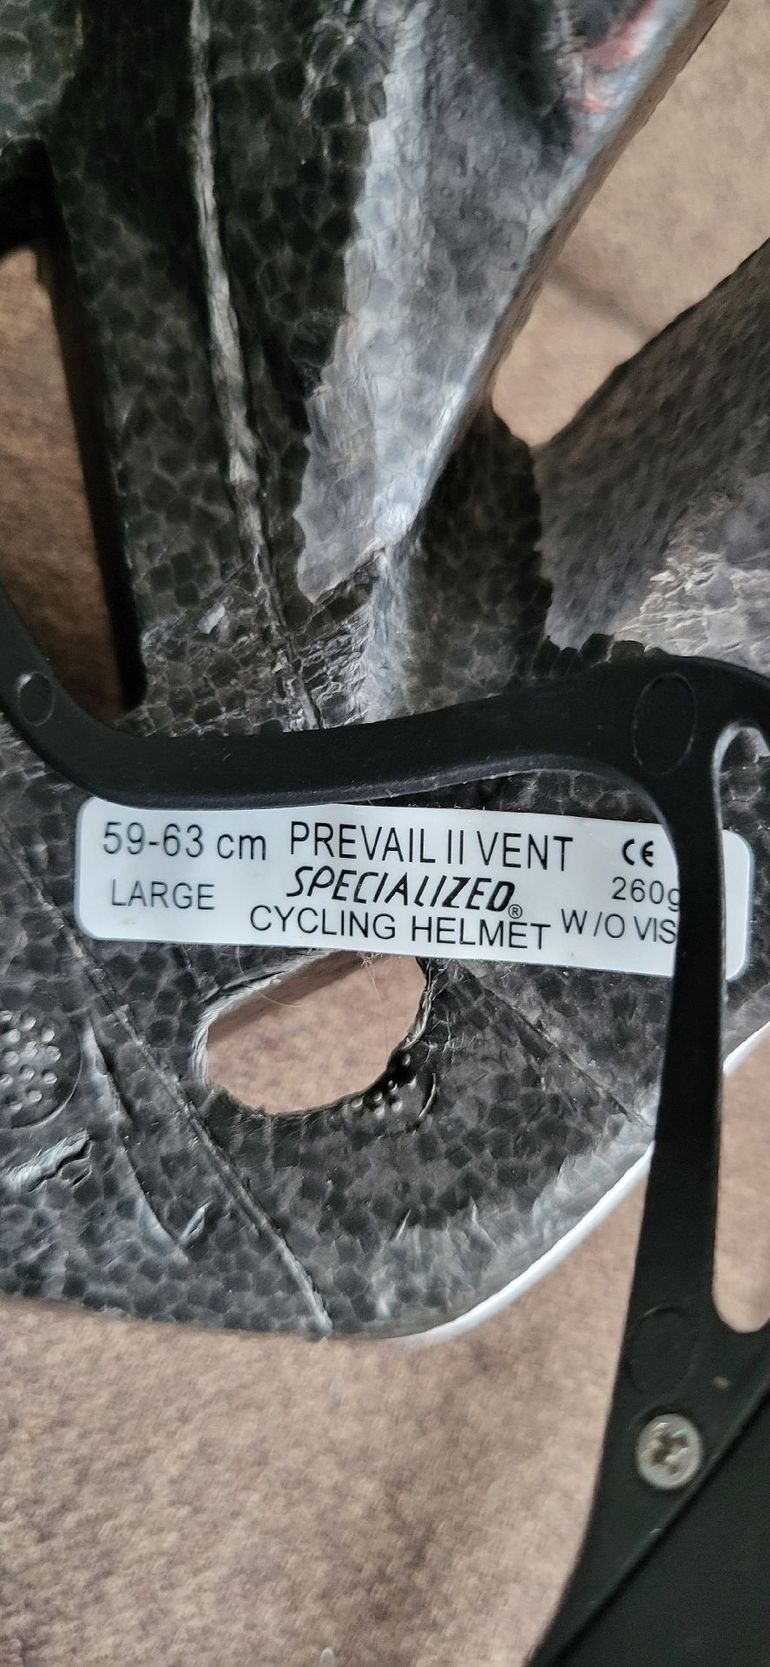 59-63 cm PREVAIL II VENT CE
LARGE SPECIALIZED® 260g
CYCLING HELMET W/O VIS